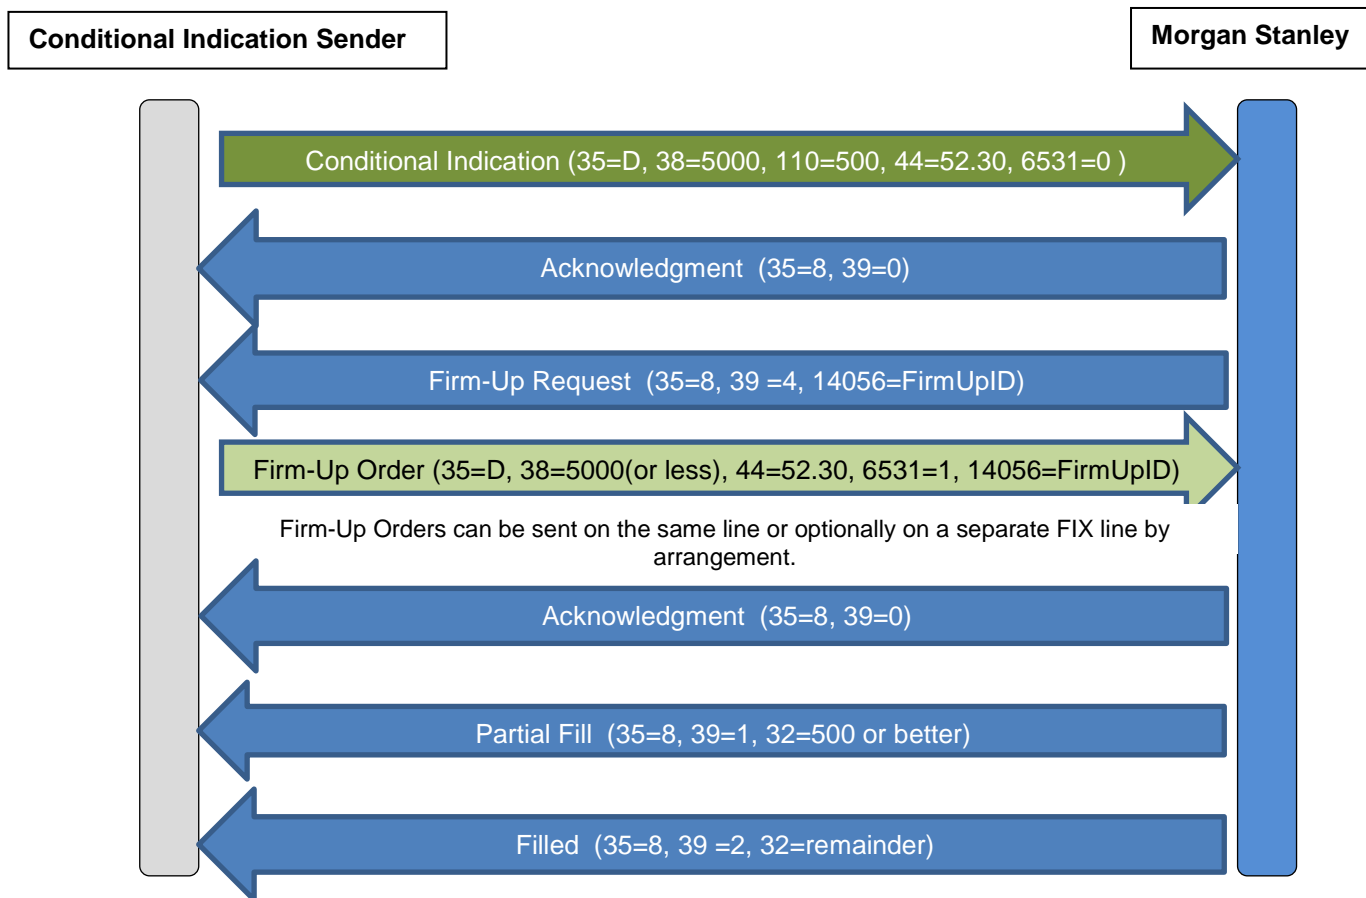 Conditional Indication Sender
Morgan Stanley
Conditional Indication (35=D, 38=5000, 110=500, 44=52.30, 6531=0 )
Acknowledgment  (35=8, 39=0)
Firm-Up Request  (35=8, 39 =4, 14056=FirmUpID)
Firm-Up Order (35=D, 38=5000(or less), 44=52.30, 6531=1, 14056=FirmUpID)
Firm-Up Orders can be sent on the same line or optionally on a separate FIX line by
arrangement.
Acknowledgment  (35=8, 39=0)
Partial Fill  (35=8, 39=1, 32=500 or better)
Filled  (35=8, 39 =2, 32=remainder)